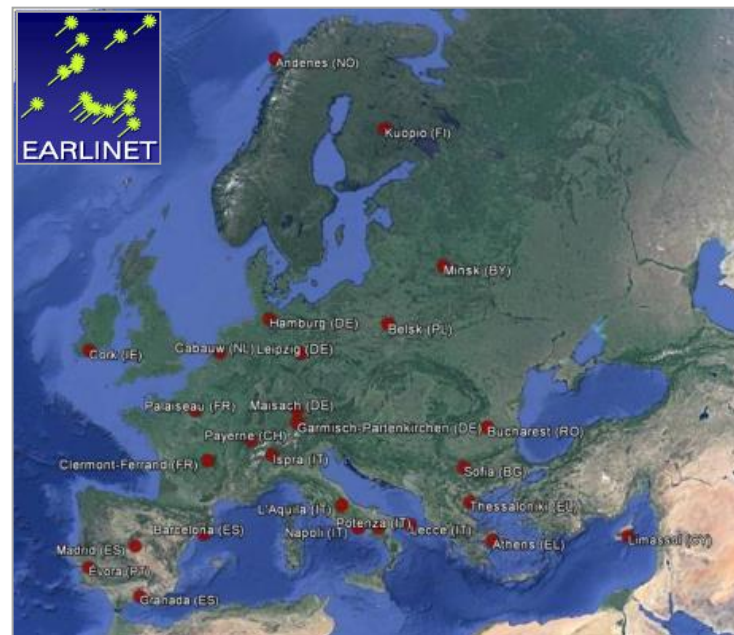 EARLINET
Andenes (NO)
Kuopio (FI)
Minsk (BY)
Hamburg (DE)
Belsk (PL)
Cork (IE)
Cabauw (NL)
Leipzig (DE)
Palaiseau (FR)
Maisach (DE)
Garmisch-Partenkirchen (DE)
Bucharest (RO)
Payerne (CH)
Clermont-Ferrand (FR)
Ispra (IT)
Sofia (BG)
L'Aquila (IT)
Thessaloniki (EL)
Barcelona (ES)
Napoli (IT)
Potenza (IT)
Lecce (IT)
Athens (EL)
Limassol (CY)
Madrid (ES)
Évora (PT)
Granada (ES)